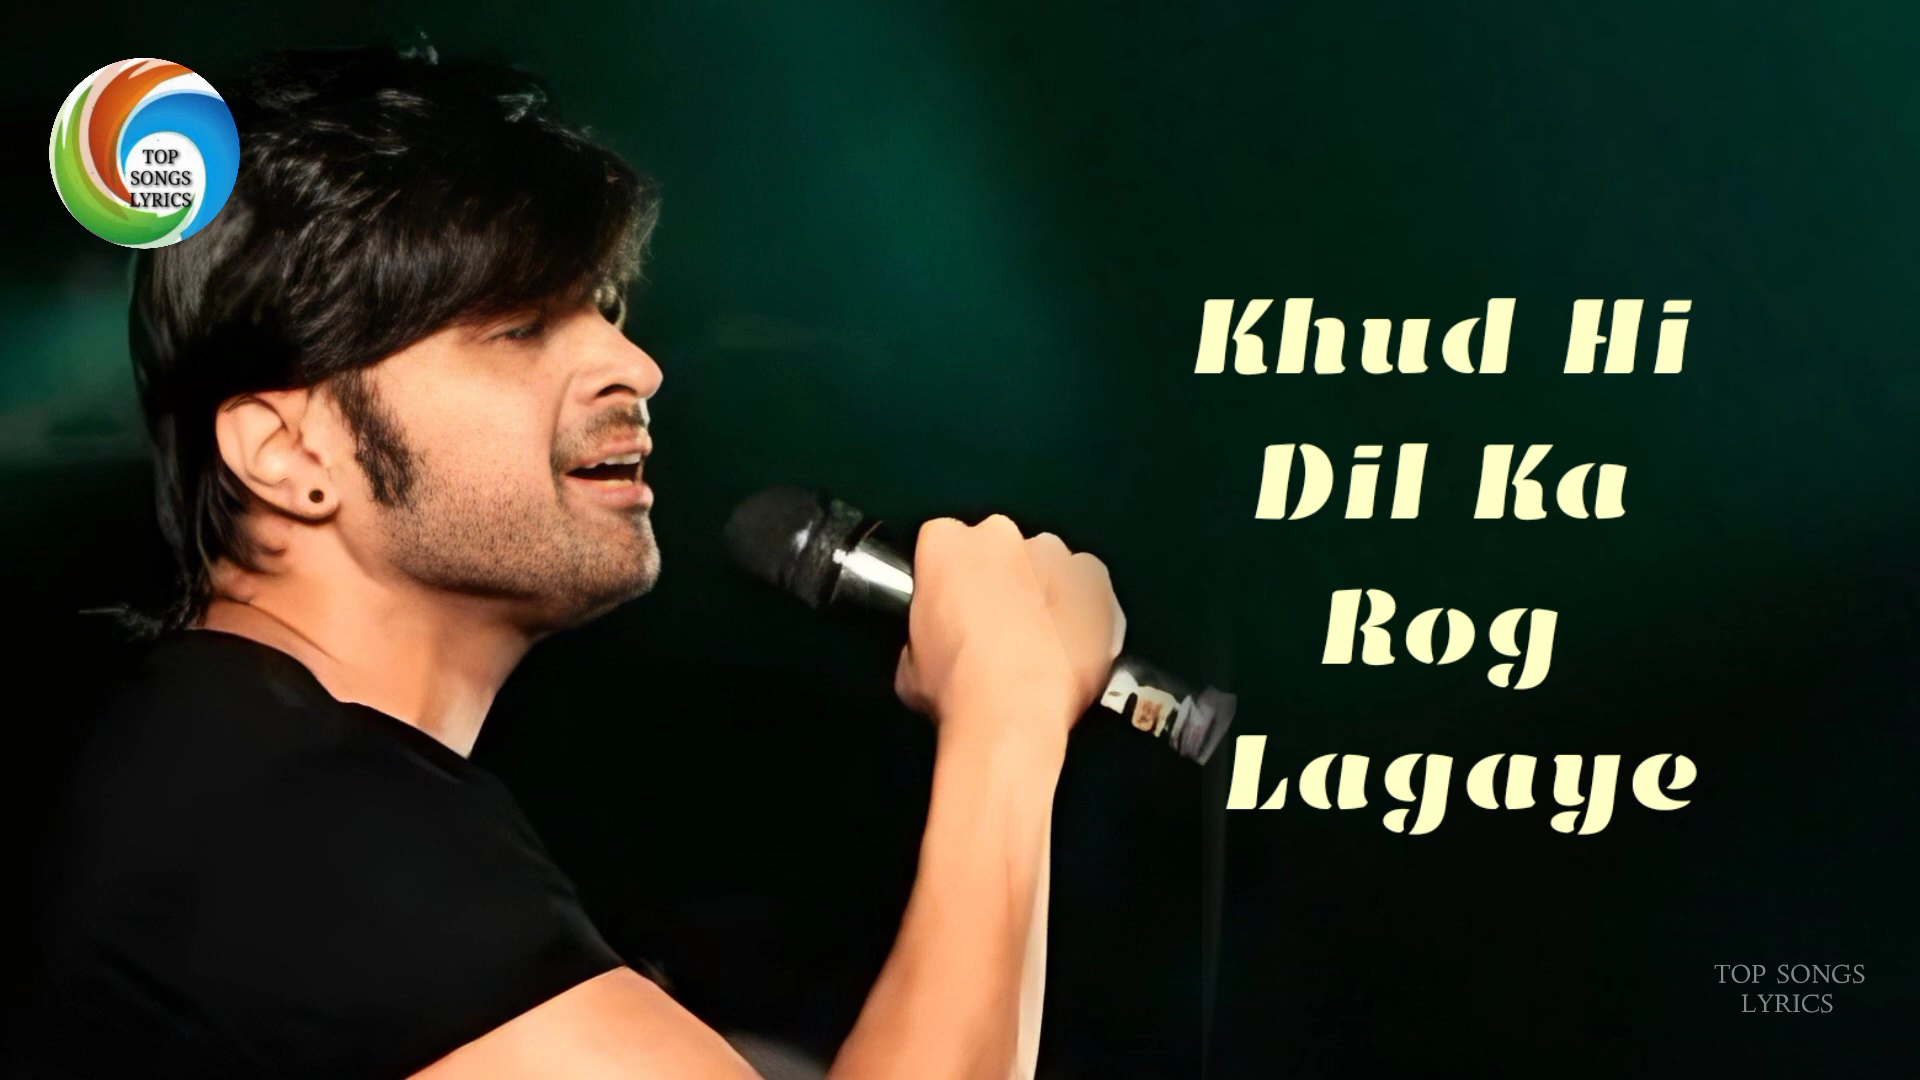 TOP
SONGS
LYRICS
Khud Hi
Dil Ka
Rog
Lagaye
TOP SONGS
LYRICS